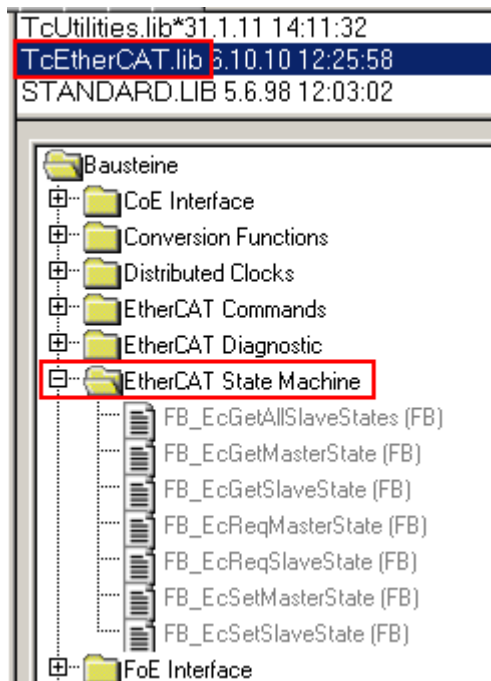 TcUtilities.lib*31.1.11 14:11:32
TcEtherCAT.lib 6.10.10 12:25:58
STANDARD.LIB 5.6.98 12:03:02
Bausteine
CoE Interface
Conversion Functions
Distributed Clocks
EtherCAT Commands
EtherCAT Diagnostic
EtherCAT State Machine
FB_EcGetAllSlaveStates (FB)
FB_EcGetMasterState (FB)
FB_EcGetSlaveState (FB)
FB_EcReqMasterState (FB)
FB_EcReqSlaveState (FB)
FB_EcSetMasterState (FB)
FB_EcSetSlaveState (FB)
FoE Interface